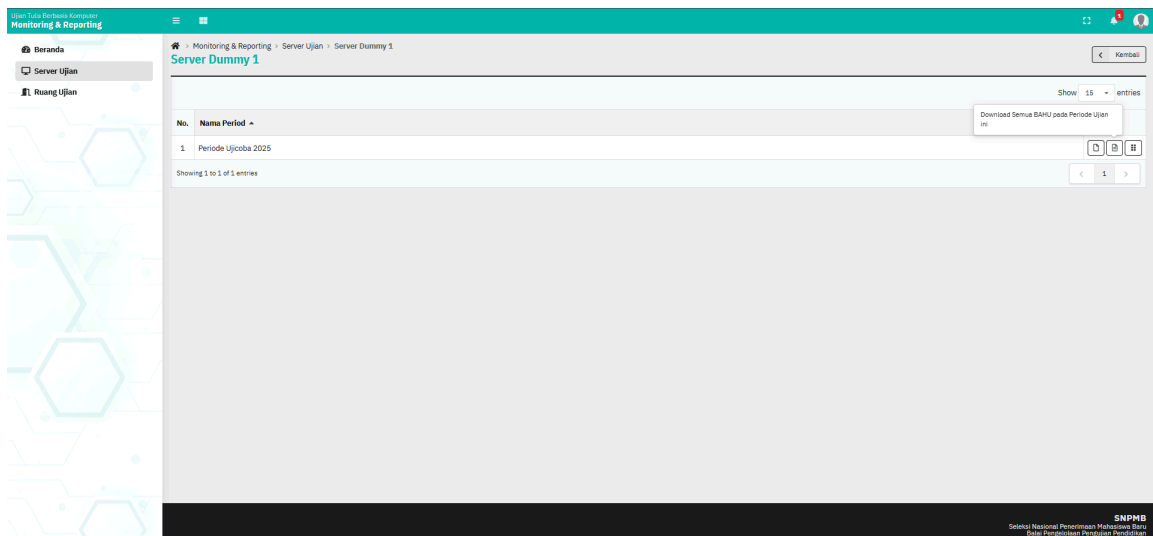 Ujian Tulis Berbasis Komputer
Monitoring & Reporting
1
Beranda
Server Ujian
Ruang Ujian
Monitoring & Reporting > Server Ujian > Server Dummy 1
Server Dummy 1
Kembali
Show 15 entries
Download Semua BAHU pada Periode Ujian
ini
No. Nama Period
1 Periode Ujicoba 2025
Showing 1 to 1 of 1 entries
< 1 >
SNPMB
Seleksi Nasional Penerimaan Mahasiswa Baru
Balai Pengelolaan Pengujian Pendidikan